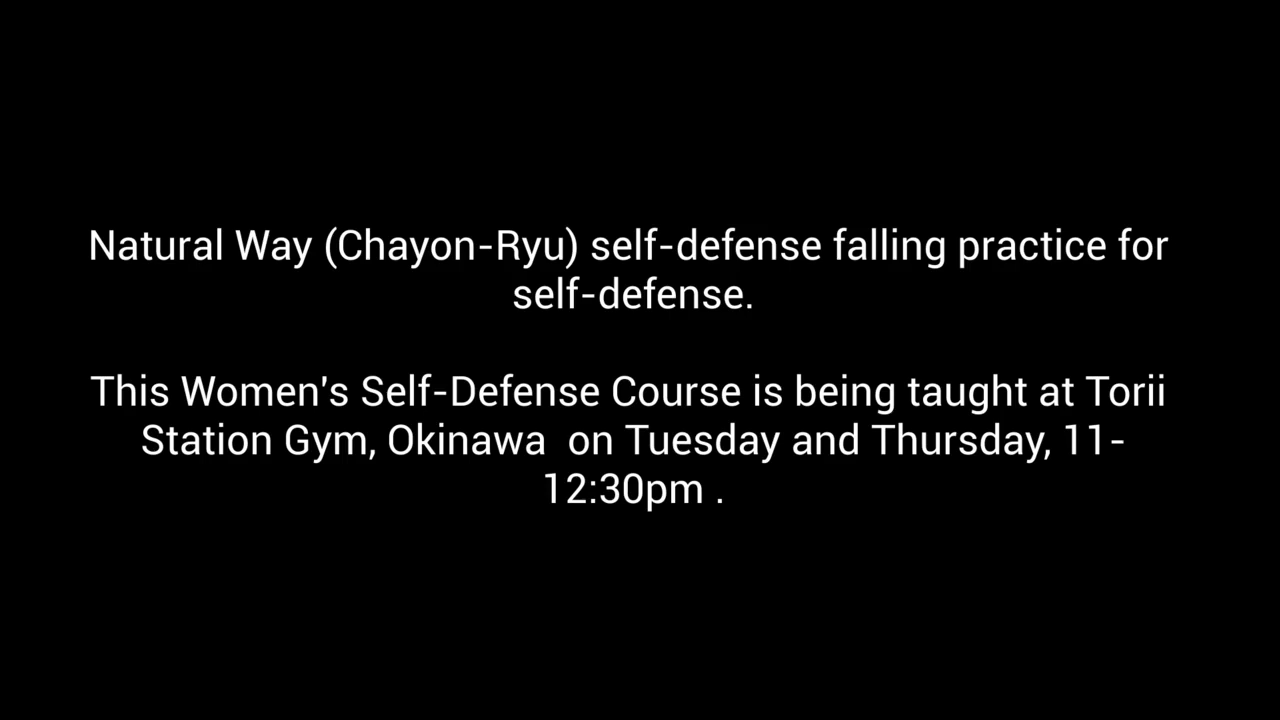 Natural Way (Chayon-Ryu) self-defense falling practice for
self-defense.
This Women's Self-Defense Course is being taught at Torii
Station Gym, Okinawa  on Tuesday and Thursday, 11-
12:30pm .